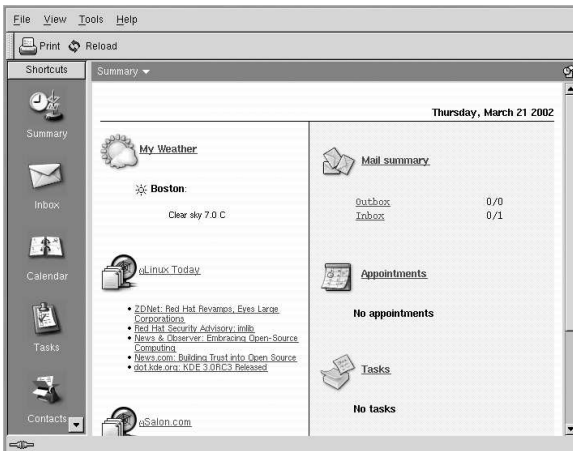 File View Tools Help
Print Reload
Shortcuts
Summary
Summary
Inbox
Calendar
Tasks
Contacts
Thursday, March 21 2002
My Weather
Boston:
Clear sky 7.0 C
Linux Today
ZDNet: Red Hat Revamps, Eyes Large
Corporations
Red Hat Security Advisory: imlib
News & Observer: Embracing Open-Source
Computing
News.com: Building Trust into Open Source
dot.kde.org: KDE 3.0RC3 Released
Salon.com
Mail summary
Outbox 0/0
Inbox 0/1
Appointments
No appointments
Tasks
No tasks